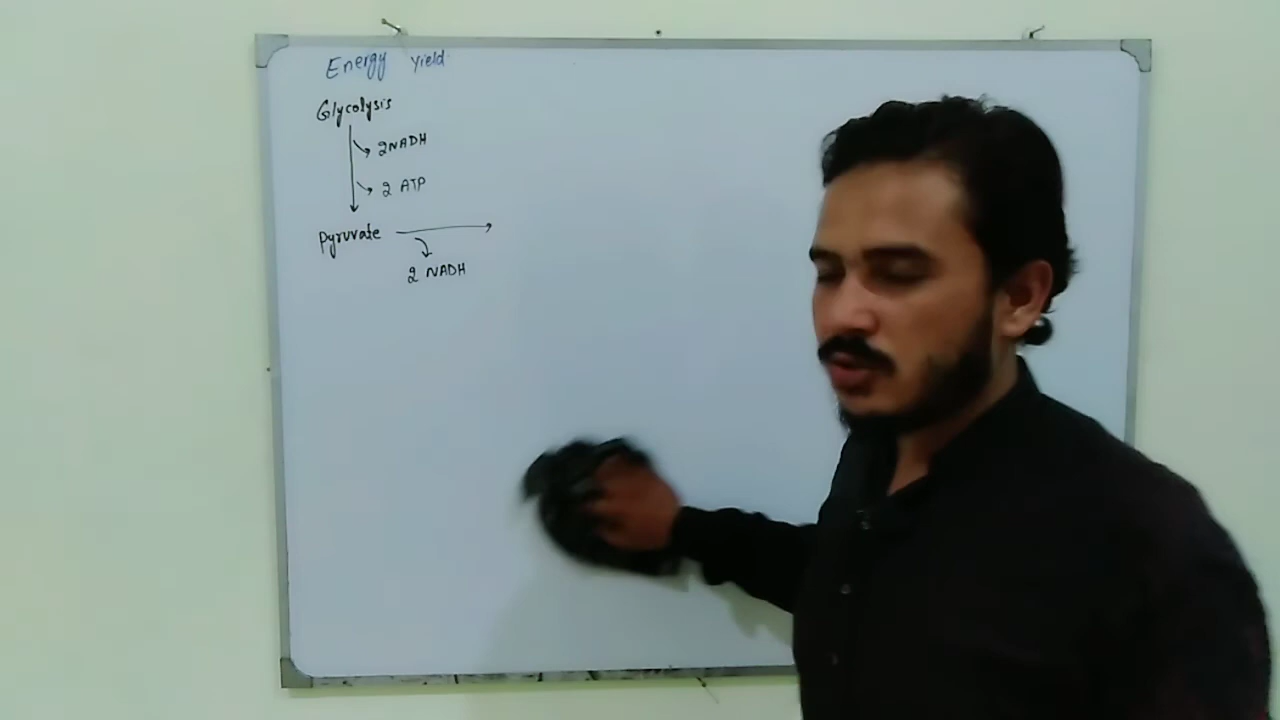 Energy Yield
Glycolysis
2NADH
2 ATP
Pyruvate
2 NADH